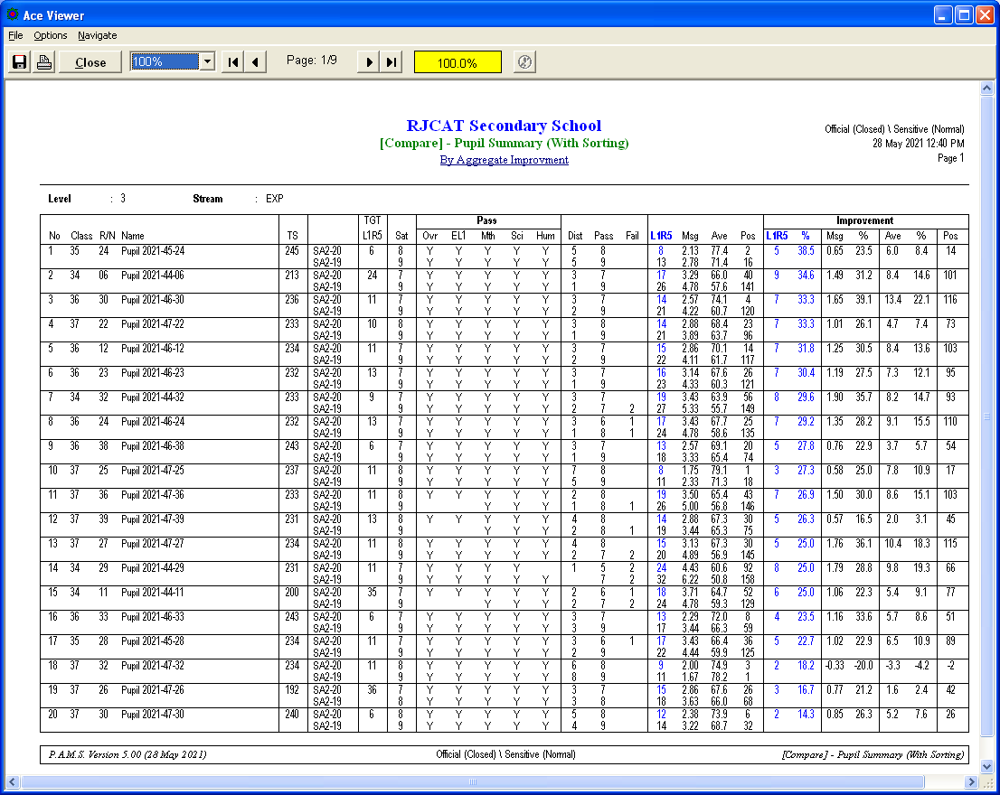 Ace Viewer
File Options Navigate
Close 100% Page: 1/9 100.0%
RJCAT Secondary School
[Compare] - Pupil Summary (With Sorting)
By Aggregate Improvment
Official (Closed) \ Sensitive (Normal)
28 May 2021 12:40 PM
Page 1
Level : 3 Stream : EXP
TGT Pass Improvement
No Class R/N Name TS L1R5 Sat Ovr EL1 Mth Sci Hum Dist Pass Fail L1R5 Msg Ave Pos L1R5 % Msg % Ave % Pos
1 35 24 Pupil 2021-45-24 245 SA2-20 6 8 Y Y Y Y Y 5 8 8 2.13 77.4 2 5 38.5 0.65 23.5 6.0 8.4 14
SA2-19 9 Y Y Y Y Y 5 9 13 2.78 71.4 16
2 34 06 Pupil 2021-44-06 213 SA2-20 24 7 Y Y Y Y Y 3 7 17 3.29 66.0 40 9 34.6 1.49 31.2 8.4 14.6 101
SA2-19 9 Y Y Y Y Y 1 9 26 4.78 57.6 141
3 36 30 Pupil 2021-46-30 236 SA2-20 11 7 Y Y Y Y Y 3 7 14 2.57 74.1 4 7 33.3 1.65 39.1 13.4 22.1 116
SA2-19 9 Y Y Y Y Y 2 9 21 4.22 60.7 120
4 37 22 Pupil 2021-47-22 233 SA2-20 10 8 Y Y Y Y Y 3 8 14 2.88 68.4 23 7 33.3 1.01 26.1 4.7 7.4 73
SA2-19 9 Y Y Y Y Y 1 9 21 3.89 63.7 96
5 36 12 Pupil 2021-46-12 234 SA2-20 11 7 Y Y Y Y Y 3 7 15 2.86 70.1 14 7 31.8 1.25 30.5 8.4 13.6 103
SA2-19 9 Y Y Y Y Y 2 9 22 4.11 61.7 117
6 36 23 Pupil 2021-46-23 232 SA2-20 13 7 Y Y Y Y Y 3 7 16 3.14 67.6 26 7 30.4 1.19 27.5 7.3 12.1 95
SA2-19 9 Y Y Y Y Y 1 9 23 4.33 60.3 121
7 34 32 Pupil 2021-44-32 233 SA2-20 9 7 Y Y Y Y Y 3 7 19 3.43 63.9 56 8 29.6 1.90 35.7 8.2 14.7 93
SA2-19 9 Y Y Y Y Y 2 7 2 27 5.33 55.7 149
8 36 24 Pupil 2021-46-24 232 SA2-20 13 7 Y Y Y Y Y 3 6 1 17 3.43 67.7 25 7 29.2 1.35 28.2 9.1 15.5 110
SA2-19 9 Y Y Y Y Y 1 8 1 24 4.78 58.6 135
9 36 38 Pupil 2021-46-38 243 SA2-20 6 7 Y Y Y Y Y 3 7 13 2.57 69.1 20 5 27.8 0.76 22.9 3.7 5.7 54
SA2-19 9 Y Y Y Y Y 1 9 18 3.33 65.4 74
10 37 25 Pupil 2021-47-25 237 SA2-20 11 8 Y Y Y Y Y 7 8 8 1.75 79.1 1 3 27.3 0.58 25.0 7.8 10.9 17
SA2-19 9 Y Y Y Y Y 5 9 11 2.33 71.3 18
11 37 36 Pupil 2021-47-36 233 SA2-20 11 8 Y Y Y Y Y 2 8 19 3.50 65.4 43 7 26.9 1.50 30.0 8.6 15.1 103
SA2-19 9 Y Y Y 1 8 1 26 5.00 56.8 146
12 37 39 Pupil 2021-47-39 231 SA2-20 13 8 Y Y Y Y Y 4 8 14 2.88 67.3 30 5 26.3 0.57 16.5 2.0 3.1 45
SA2-19 9 Y Y Y 2 8 1 19 3.44 65.3 75
13 37 27 Pupil 2021-47-27 234 SA2-20 11 8 Y Y Y Y Y 4 8 15 3.13 67.3 30 5 25.0 1.76 36.1 10.4 18.3 115
SA2-19 9 Y Y Y Y Y 2 7 2 20 4.89 56.9 145
14 34 29 Pupil 2021-44-29 231 SA2-20 11 7 Y Y Y Y 1 5 2 24 4.43 60.6 92 8 25.0 1.79 28.8 9.8 19.3 66
SA2-19 9 Y Y Y Y Y 7 2 32 6.22 50.8 158
15 34 11 Pupil 2021-44-11 200 SA2-20 35 7 Y Y Y Y Y 2 6 1 18 3.71 64.7 52 6 25.0 1.06 22.3 5.4 9.1 77
SA2-19 9 Y Y Y 2 7 2 24 4.78 59.3 129
16 36 33 Pupil 2021-46-33 243 SA2-20 6 7 Y Y Y Y Y 3 7 13 2.29 72.0 8 4 23.5 1.16 33.6 5.7 8.6 51
SA2-19 9 Y Y Y Y Y 3 9 17 3.44 66.3 59
17 35 28 Pupil 2021-45-28 234 SA2-20 11 7 Y Y Y Y Y 3 6 1 17 3.43 66.4 36 5 22.7 1.02 22.9 6.5 10.9 89
SA2-19 9 Y Y Y Y Y 2 9 22 4.44 59.9 125
18 37 32 Pupil 2021-47-32 234 SA2-20 11 8 Y Y Y Y Y 6 8 9 2.00 74.9 3 2 18.2 -0.33 -20.0 -3.3 -4.2 -2
SA2-19 9 Y Y Y Y Y 8 9 11 1.67 78.2 1
19 37 26 Pupil 2021-47-26 192 SA2-20 36 7 Y Y Y Y Y 3 7 15 2.86 67.6 26 3 16.7 0.77 21.2 1.6 2.4 42
SA2-19 8 Y Y Y Y Y 3 8 18 3.63 66.0 68
20 37 30 Pupil 2021-47-30 240 SA2-20 6 8 Y Y Y Y Y 5 8 12 2.38 73.9 6 2 14.3 0.85 26.3 5.2 7.6 26
SA2-19 9 Y Y Y Y Y 4 9 14 3.22 68.7 32
P.A.M.S. Version 5.00 (28 May 2021) Official (Closed) \ Sensitive (Normal) [Compare] - Pupil Summary (With Sorting)